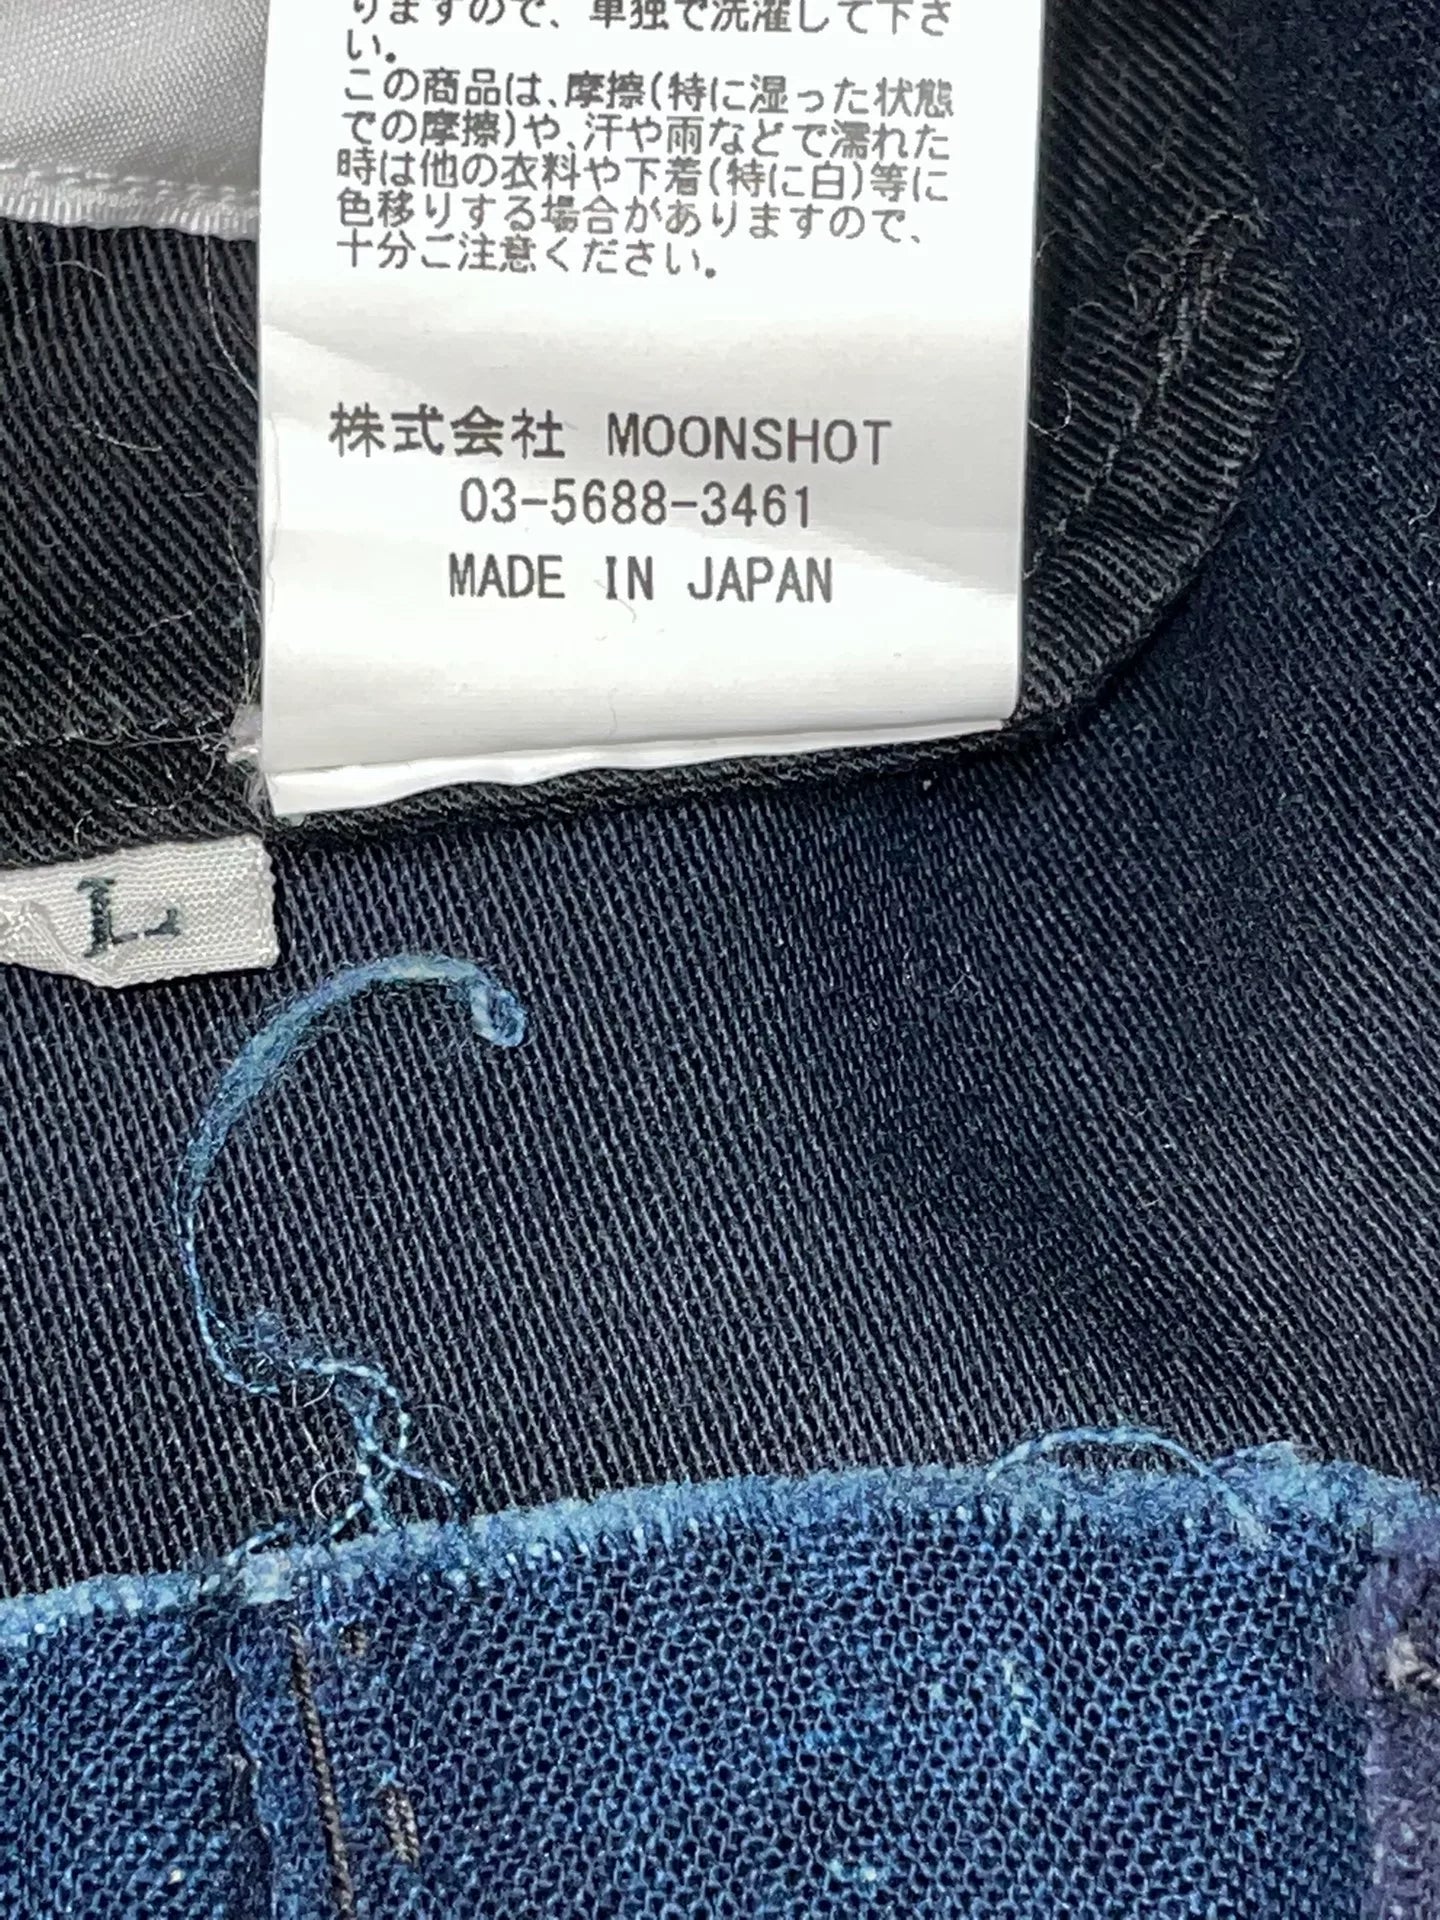 りますので、単独で洗濯して下さ
い。
この商品は、摩擦(特に湿った状態
での摩擦)や、汗や雨などで濡れた
時は他の衣料や下着(特に白)等に
色移りする場合がありますので、
十分ご注意ください。
株式会社 MOONSHOT
03-5688-3461
MADE IN JAPAN
L